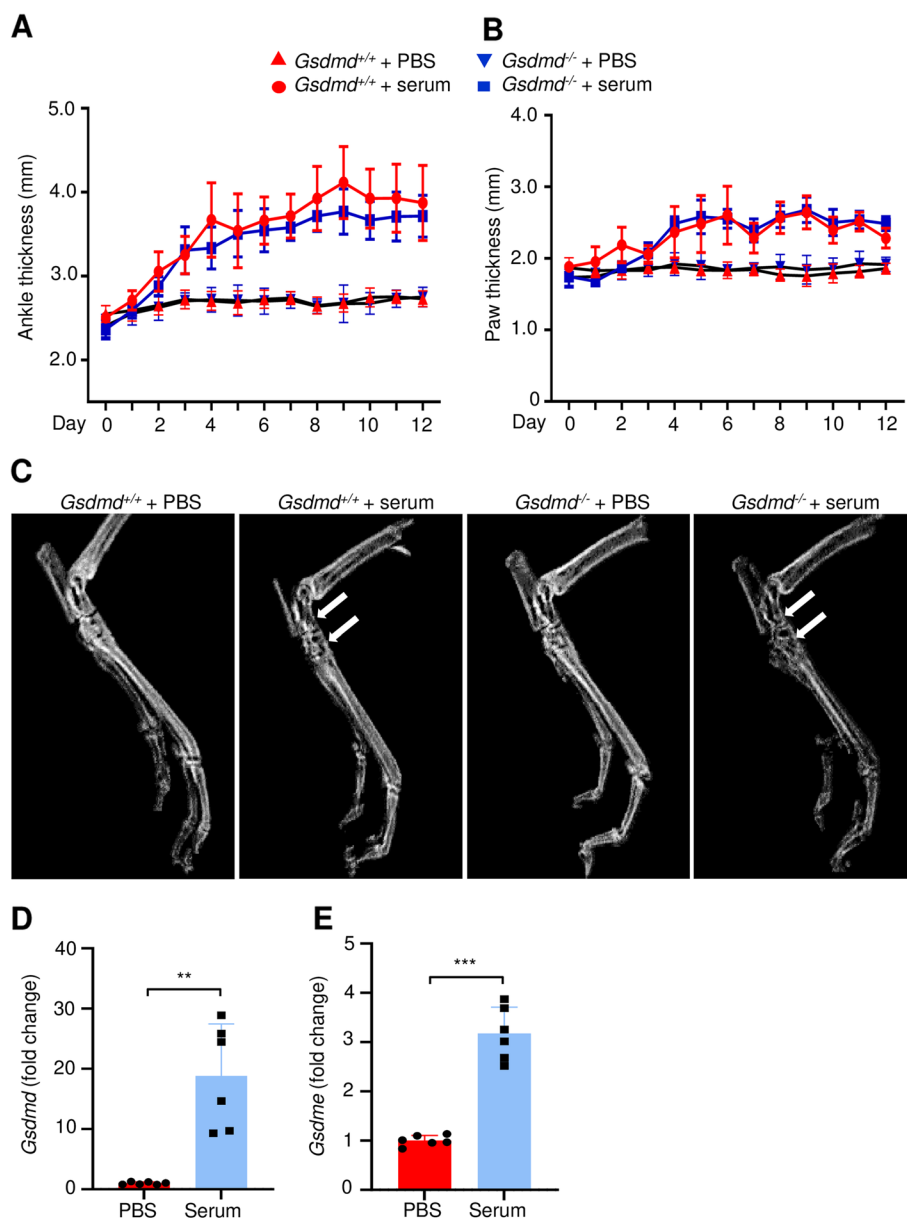 A
B
Gsdmd+/+ + PBS
Gsdmd-/- + PBS
Gsdmd+/+ + serum
Gsdmd-/- + serum
5.0
4.0
3.0
2.0
Ankle thickness (mm)
Day 0 2 4 6 8 10 12
4.0
3.0
2.0
1.0
0
Paw thickness (mm)
Day 0 2 4 6 8 10 12
C
Gsdmd+/+ + PBS
Gsdmd+/+ + serum
Gsdmd-/- + PBS
Gsdmd-/- + serum
D
40
30
20
10
0
Gsdmd (fold change)
**
PBS Serum
E
5
4
3
2
1
0
Gsdme (fold change)
***
PBS Serum